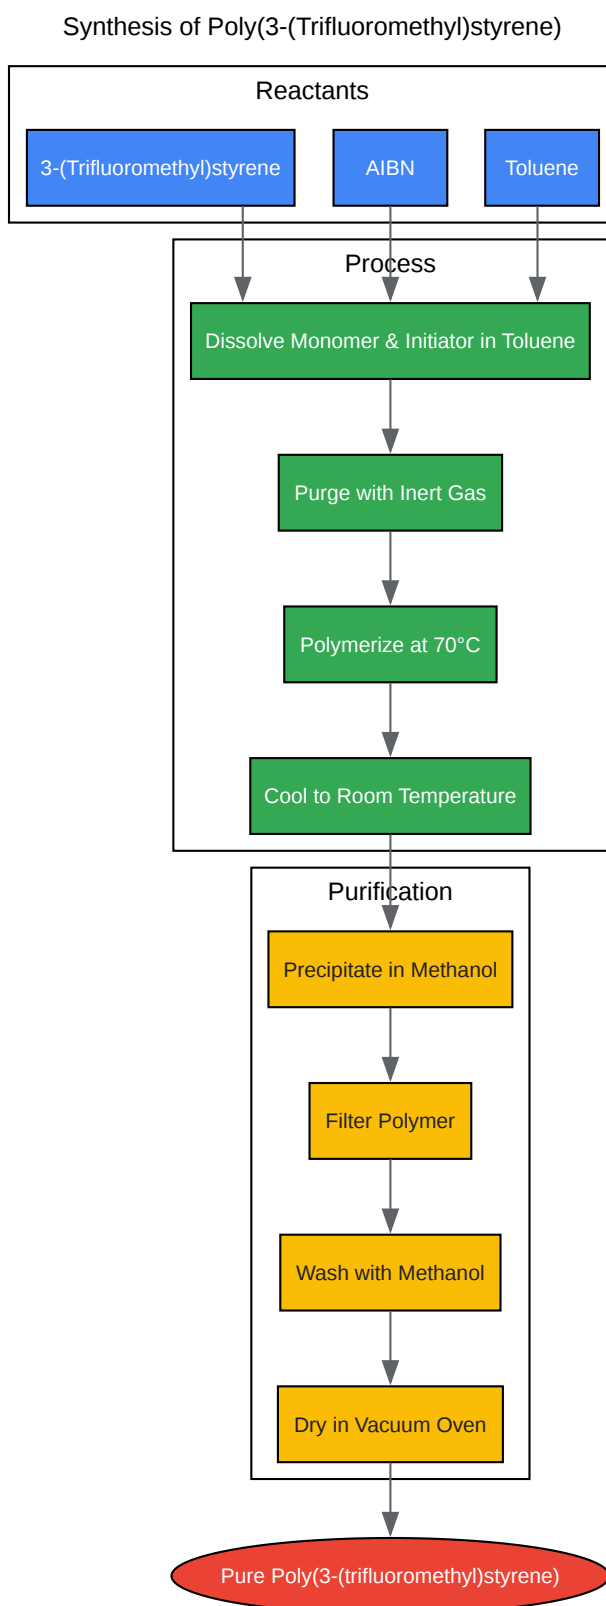 Synthesis of Poly(3-(Trifluoromethyl)styrene)
Reactants
3-(Trifluoromethyl)styrene
AIBN
Toluene
Process
Dissolve Monomer & Initiator in Toluene
Purge with Inert Gas
Polymerize at 70°C
Cool to Room Temperature
Purification
Precipitate in Methanol
Filter Polymer
Wash with Methanol
Dry in Vacuum Oven
Pure Poly(3-(trifluoromethyl)styrene)